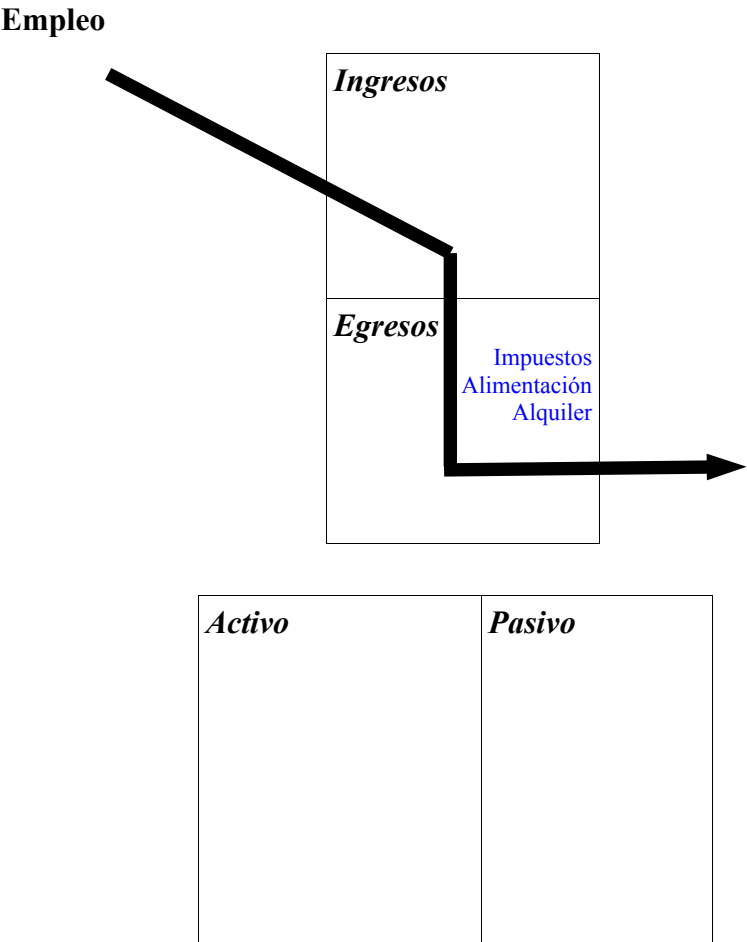 Empleo
Ingresos
Egresos
Impuestos
Alimentación
Alquiler
Activo
Pasivo